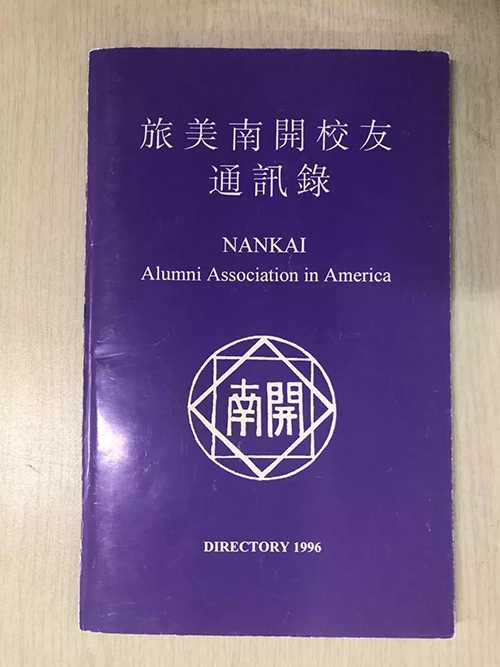 旅美南開校友
通訊錄
NANKAI
Alumni Association in America
南開
DIRECTORY 1996